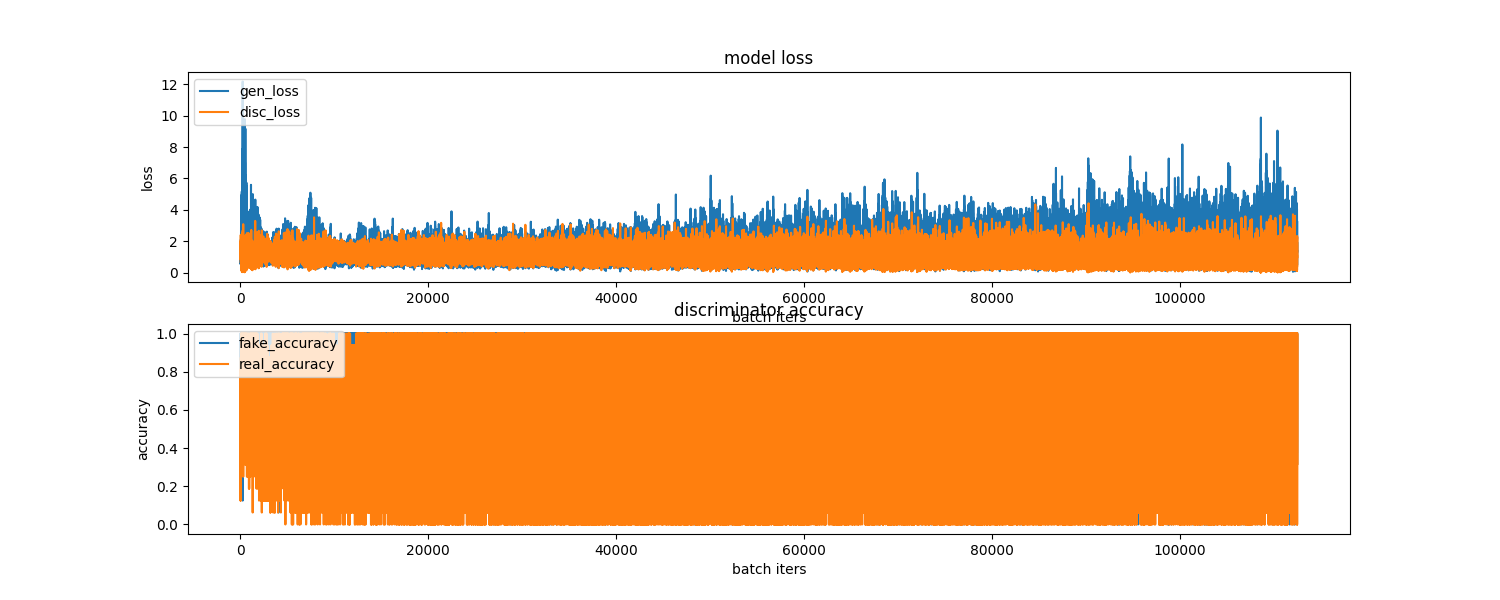 model loss
12
10
8
6
4
2
0
loss
gen_loss
disc_loss
0 20000 40000 60000 80000 100000
batch iters
discriminator accuracy
1.0
0.8
0.6
0.4
0.2
0.0
accuracy
fake_accuracy
real_accuracy
0 20000 40000 60000 80000 100000
batch iters